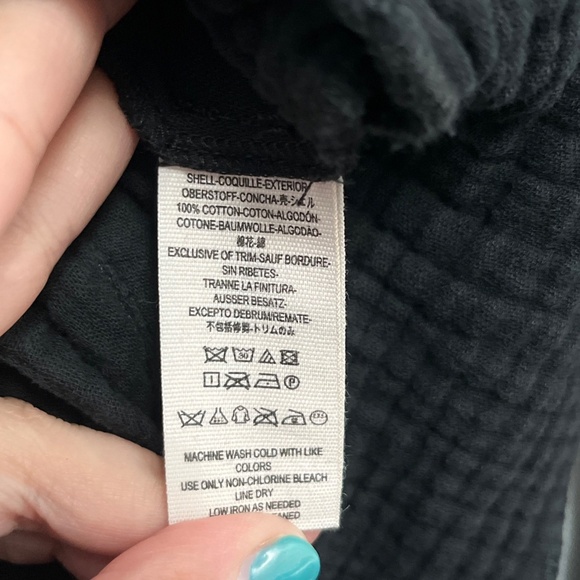 SHELL-COQUILLE-EXTERIOR
OBERSTOFF-CONCHA-壳-シェル
100% COTTON-COTON-ALGODÓN-
COTONE-BAUMWOLLE-ALGODÃO-
棉花-綿
EXCLUSIVE OF TRIM-SAUF BORDURE-
SIN RIBETES-
TRANNE LA FINITURA-
AUSSER BESATZ-
EXCEPTO DEBRUM/REMATE-
不包括修剪-トリムのみ
30
P
MACHINE WASH COLD WITH LIKE
COLORS
USE ONLY NON-CHLORINE BLEACH
LINE DRY
LOW IRON AS NEEDED